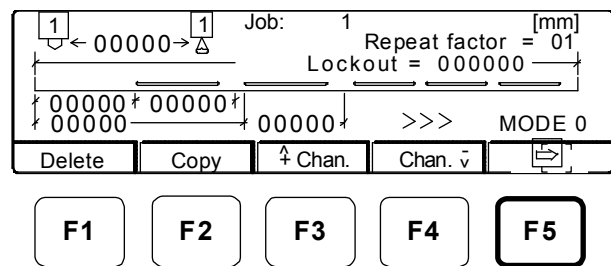 1 1 Job: 1 [mm]
← 00000 → Repeat factor = 01
Lockout = 000000
00000 00000
00000 00000 >>> MODE 0
Delete Copy + Chan. Chan. -
F1 F2 F3 F4 F5